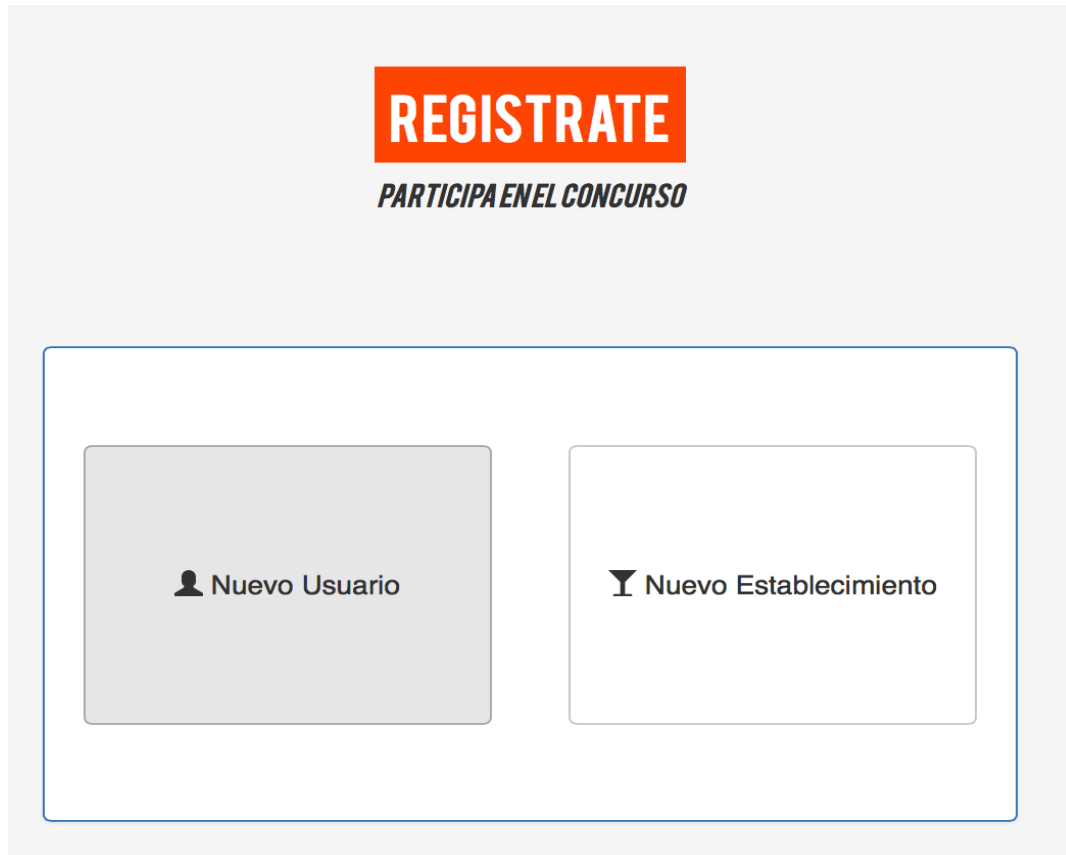 REGISTRATE
PARTICIPA EN EL CONCURSO
Nuevo Usuario
Nuevo Establecimiento